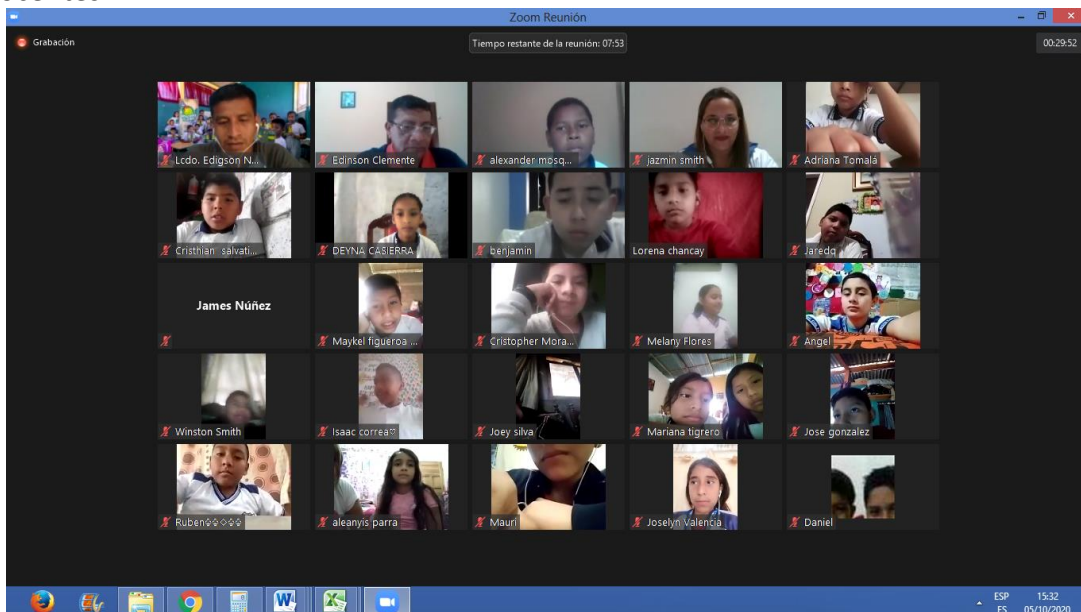 Zoom Reunión
Grabación
Tiempo restante de la reunión: 07:53
00:29:52
Lcdo. Edigson N...
Edinson Clemente
alexander mosq...
jazmin smith
Adriana Tomalá
Cristhian salvati...
DEYNA CASIERRA
benjamin
Lorena chancay
Jaredg
James Núñez
Maykel figueroa ...
Cristopher Mora...
Melany Flores
Angel
Winston Smith
Isaac correa♡
Joey silva
Mariana tigrero
Jose gonzalez
Ruben
aleanyis parra
Mauri
Joselyn Valencia
Daniel
ESP
15:32
ES
05/10/2020